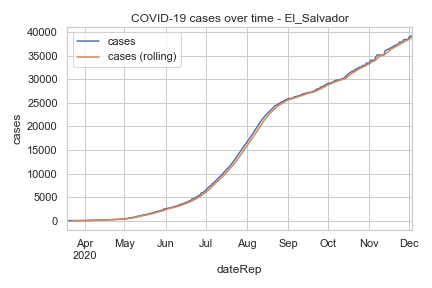 COVID-19 cases over time - El_Salvador
cases
cases (rolling)
40000
35000
30000
25000
20000
15000
10000
5000
0
cases
Apr May Jun Jul Aug Sep Oct Nov Dec
2020
dateRep